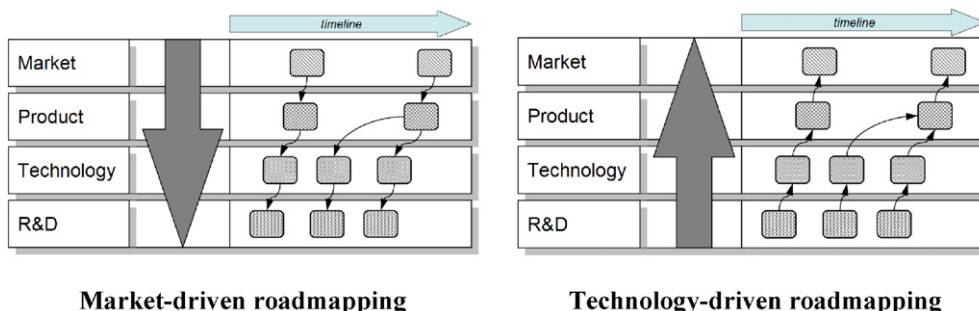 timeline
Market
Product
Technology
R&D
Market-driven roadmapping
timeline
Market
Product
Technology
R&D
Technology-driven roadmapping